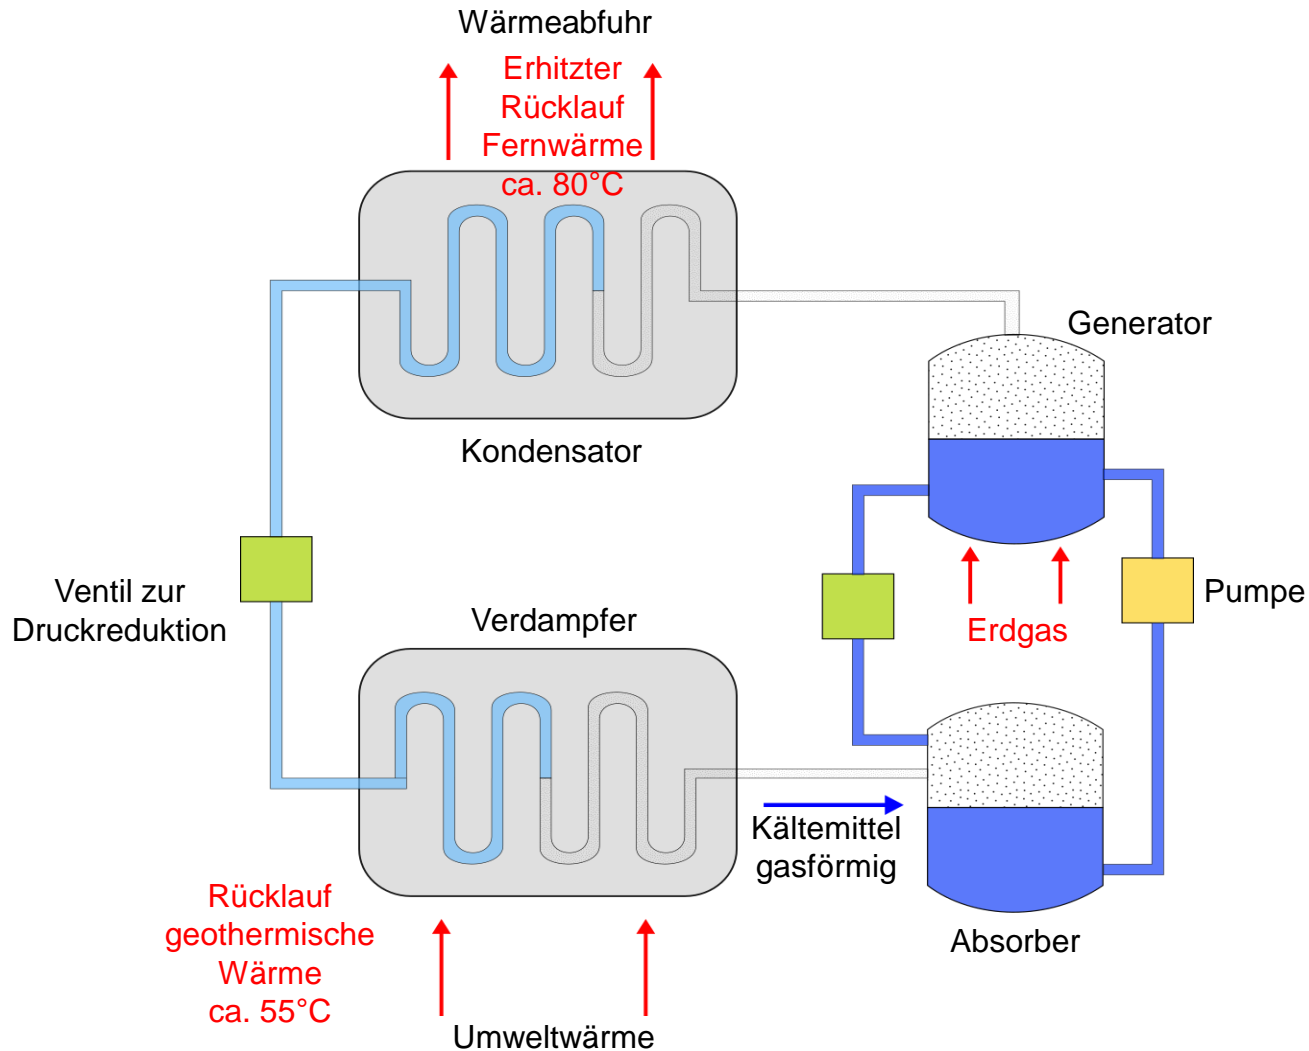 Wärmeabfuhr
Erhitzter
Rücklauf
Fernwärme
ca. 80°C
Generator
Kondensator
Ventil zur
Druckreduktion
Verdampfer
Erdgas
Pumpe
Kältemittel
gasförmig
Rücklauf
geothermische
Wärme
ca. 55°C
Absorber
Umweltwärme